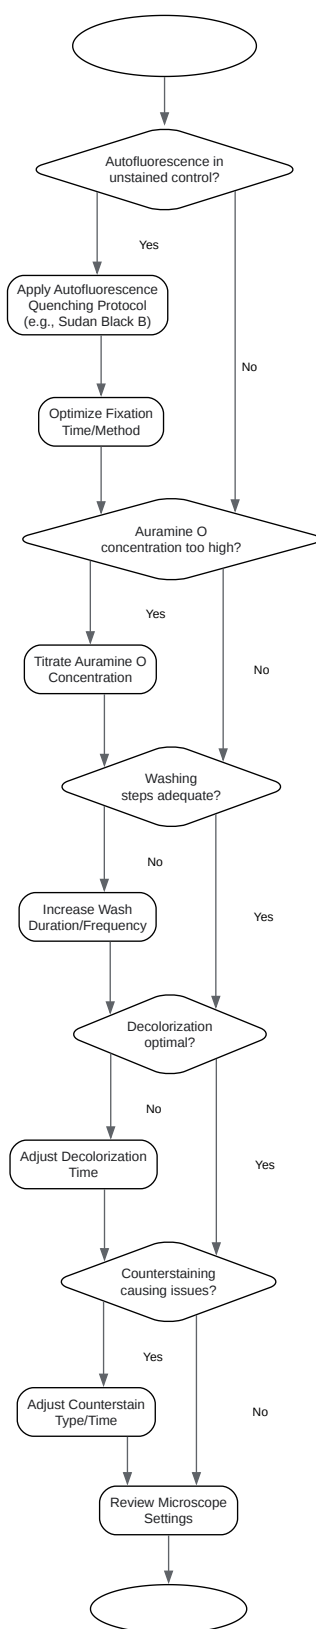 Autofluorescence in
unstained control?
Yes
Apply Autofluorescence
Quenching Protocol
(e.g., Sudan Black B)
No
Optimize Fixation
Time/Method
Auramine O
concentration too high?
Yes
Titrate Auramine O
Concentration
No
Washing
steps adequate?
No
Increase Wash
Duration/Frequency
Yes
Decolorization
optimal?
No
Adjust Decolorization
Time
Yes
Counterstaining
causing issues?
Yes
Adjust Counterstain
Type/Time
No
Review Microscope
Settings